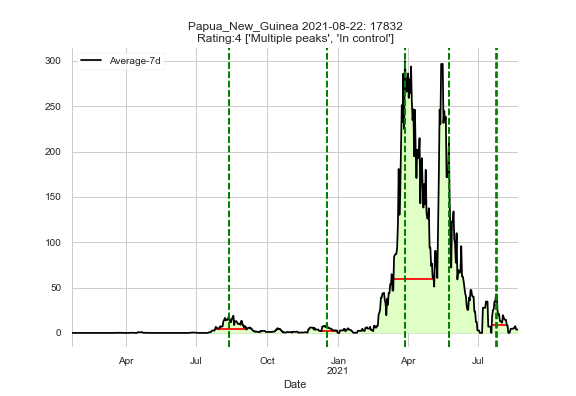 Papua_New_Guinea 2021-08-22: 17832
Rating:4 ['Multiple peaks', 'In control']
Average-7d
300
250
200
150
100
50
0
Apr Jul Oct Jan Apr Jul
2021
Date